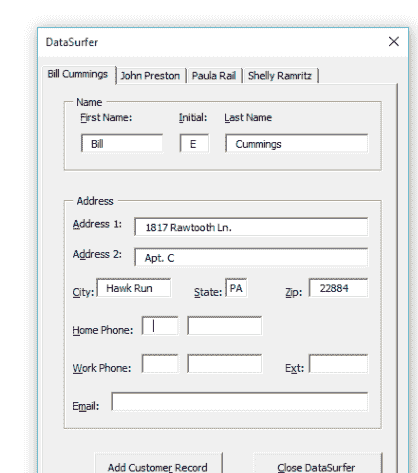 DataSurfer
Bill Cummings John Preston Paula Rail Shelly Ramritz
Name
First Name: Initial: Last Name
Bill E Cummings
Address
Address 1: 1817 Rawtooth Ln.
Address 2: Apt. C
City: Hawk Run State: PA Zip: 22884
Home Phone:
Work Phone: Ext:
Email:
Add Customer Record Close DataSurfer